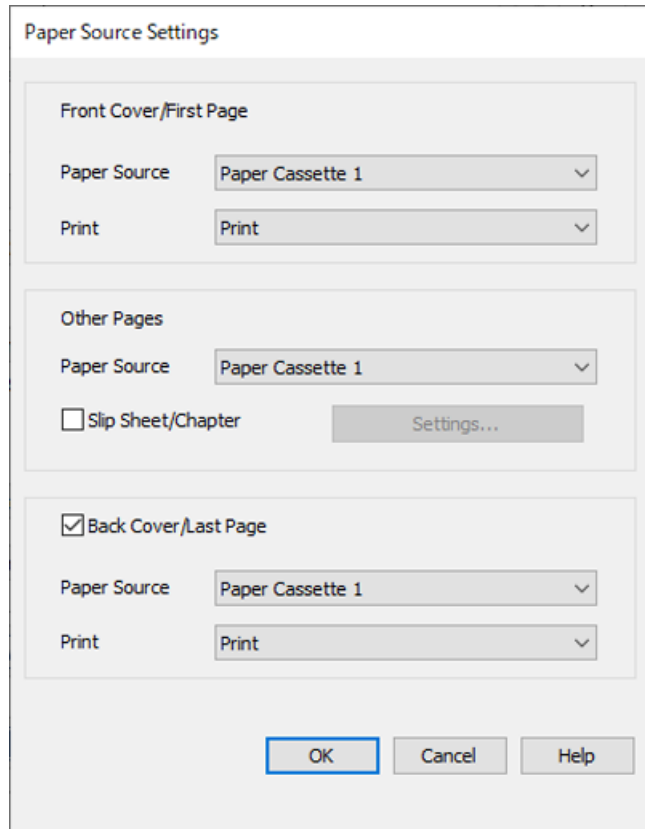 Paper Source Settings
Front Cover/First Page
Paper Source Paper Cassette 1
Print Print
Other Pages
Paper Source Paper Cassette 1
Slip Sheet/Chapter Settings...
Back Cover/Last Page
Paper Source Paper Cassette 1
Print Print
OK Cancel Help